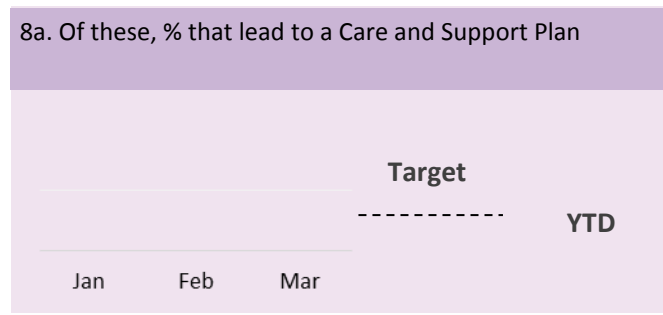 8a. Of these, % that lead to a Care and Support Plan
Target
YTD
Jan Feb Mar